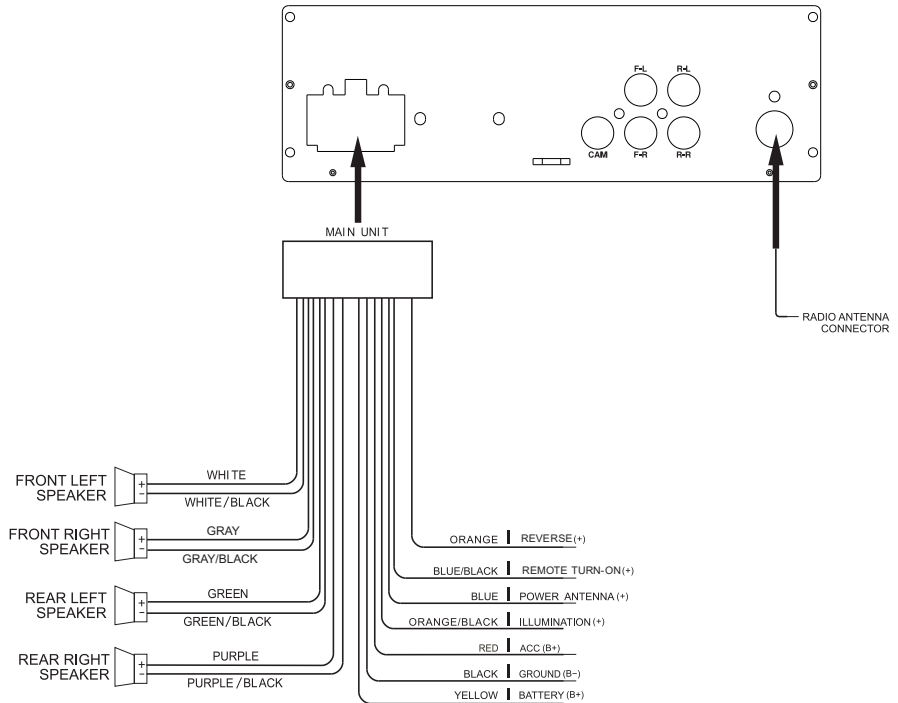 F-L R-L
CAM F-R R-R
MAIN UNIT
RADIO ANTENNA
CONNECTOR
FRONT LEFT
SPEAKER
+
−
WHITE
WHITE/BLACK
FRONT RIGHT
SPEAKER
+
−
GRAY
GRAY/BLACK
REAR LEFT
SPEAKER
+
−
GREEN
GREEN/BLACK
REAR RIGHT
SPEAKER
+
−
PURPLE
PURPLE/BLACK
ORANGE REVERSE(+)
BLUE/BLACK REMOTE TURN-ON(+)
BLUE POWER ANTENNA(+)
ORANGE/BLACK ILLUMINATION(+)
RED ACC(B+)
BLACK GROUND(B−)
YELLOW BATTERY(B+)